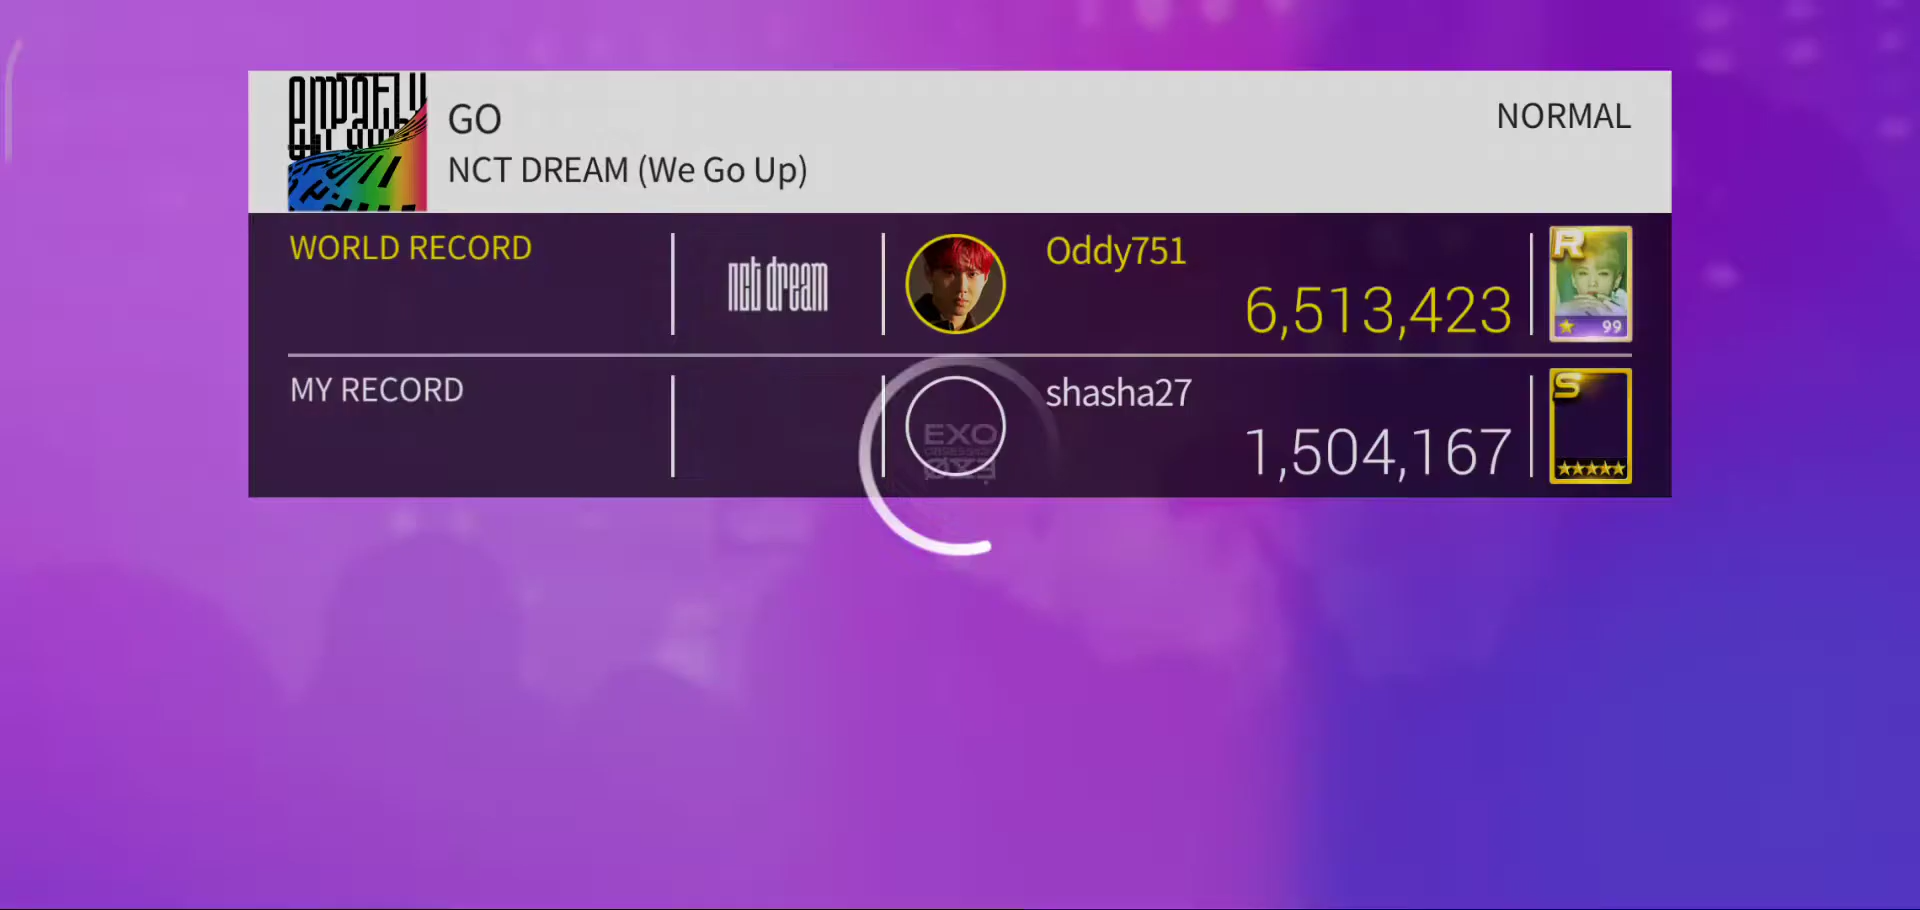 empathy
GO
NCT DREAM (We Go Up)
NORMAL
WORLD RECORD
nct dream
Oddy751
6,513,423
R
99
MY RECORD
EXO
shasha27
1,504,167
S